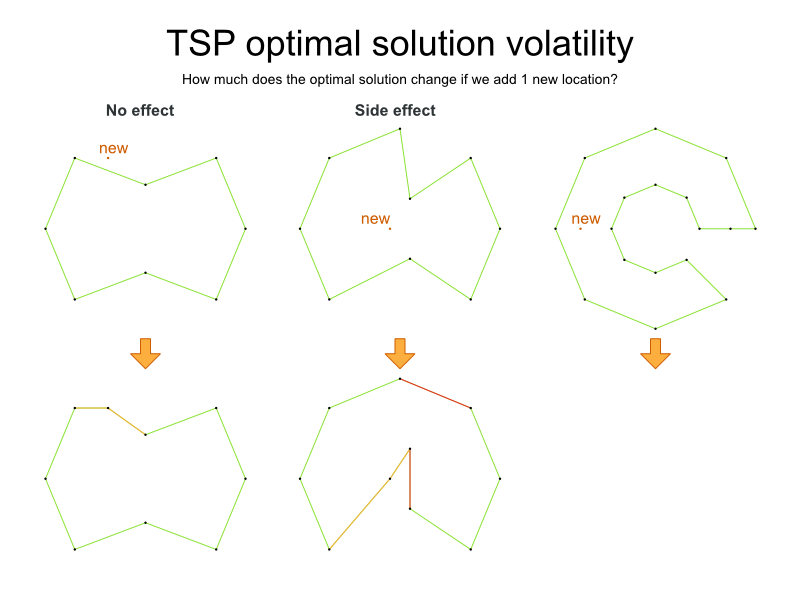 TSP optimal solution volatility
How much does the optimal solution change if we add 1 new location?
No effect
Side effect
new
new
new